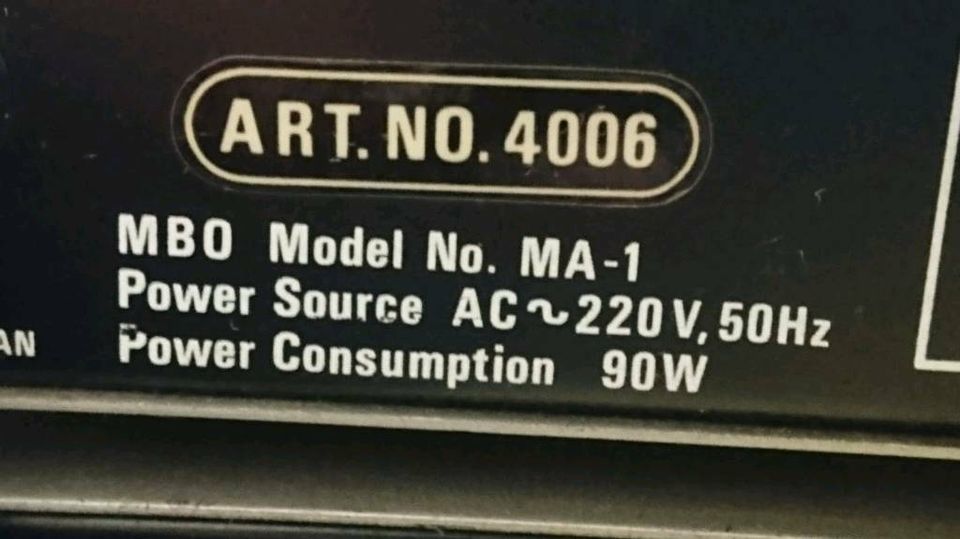 ART. NO. 4006
MBO Model No. MA-1
Power Source AC ~ 220V, 50Hz
AN
Power Consumption 90W